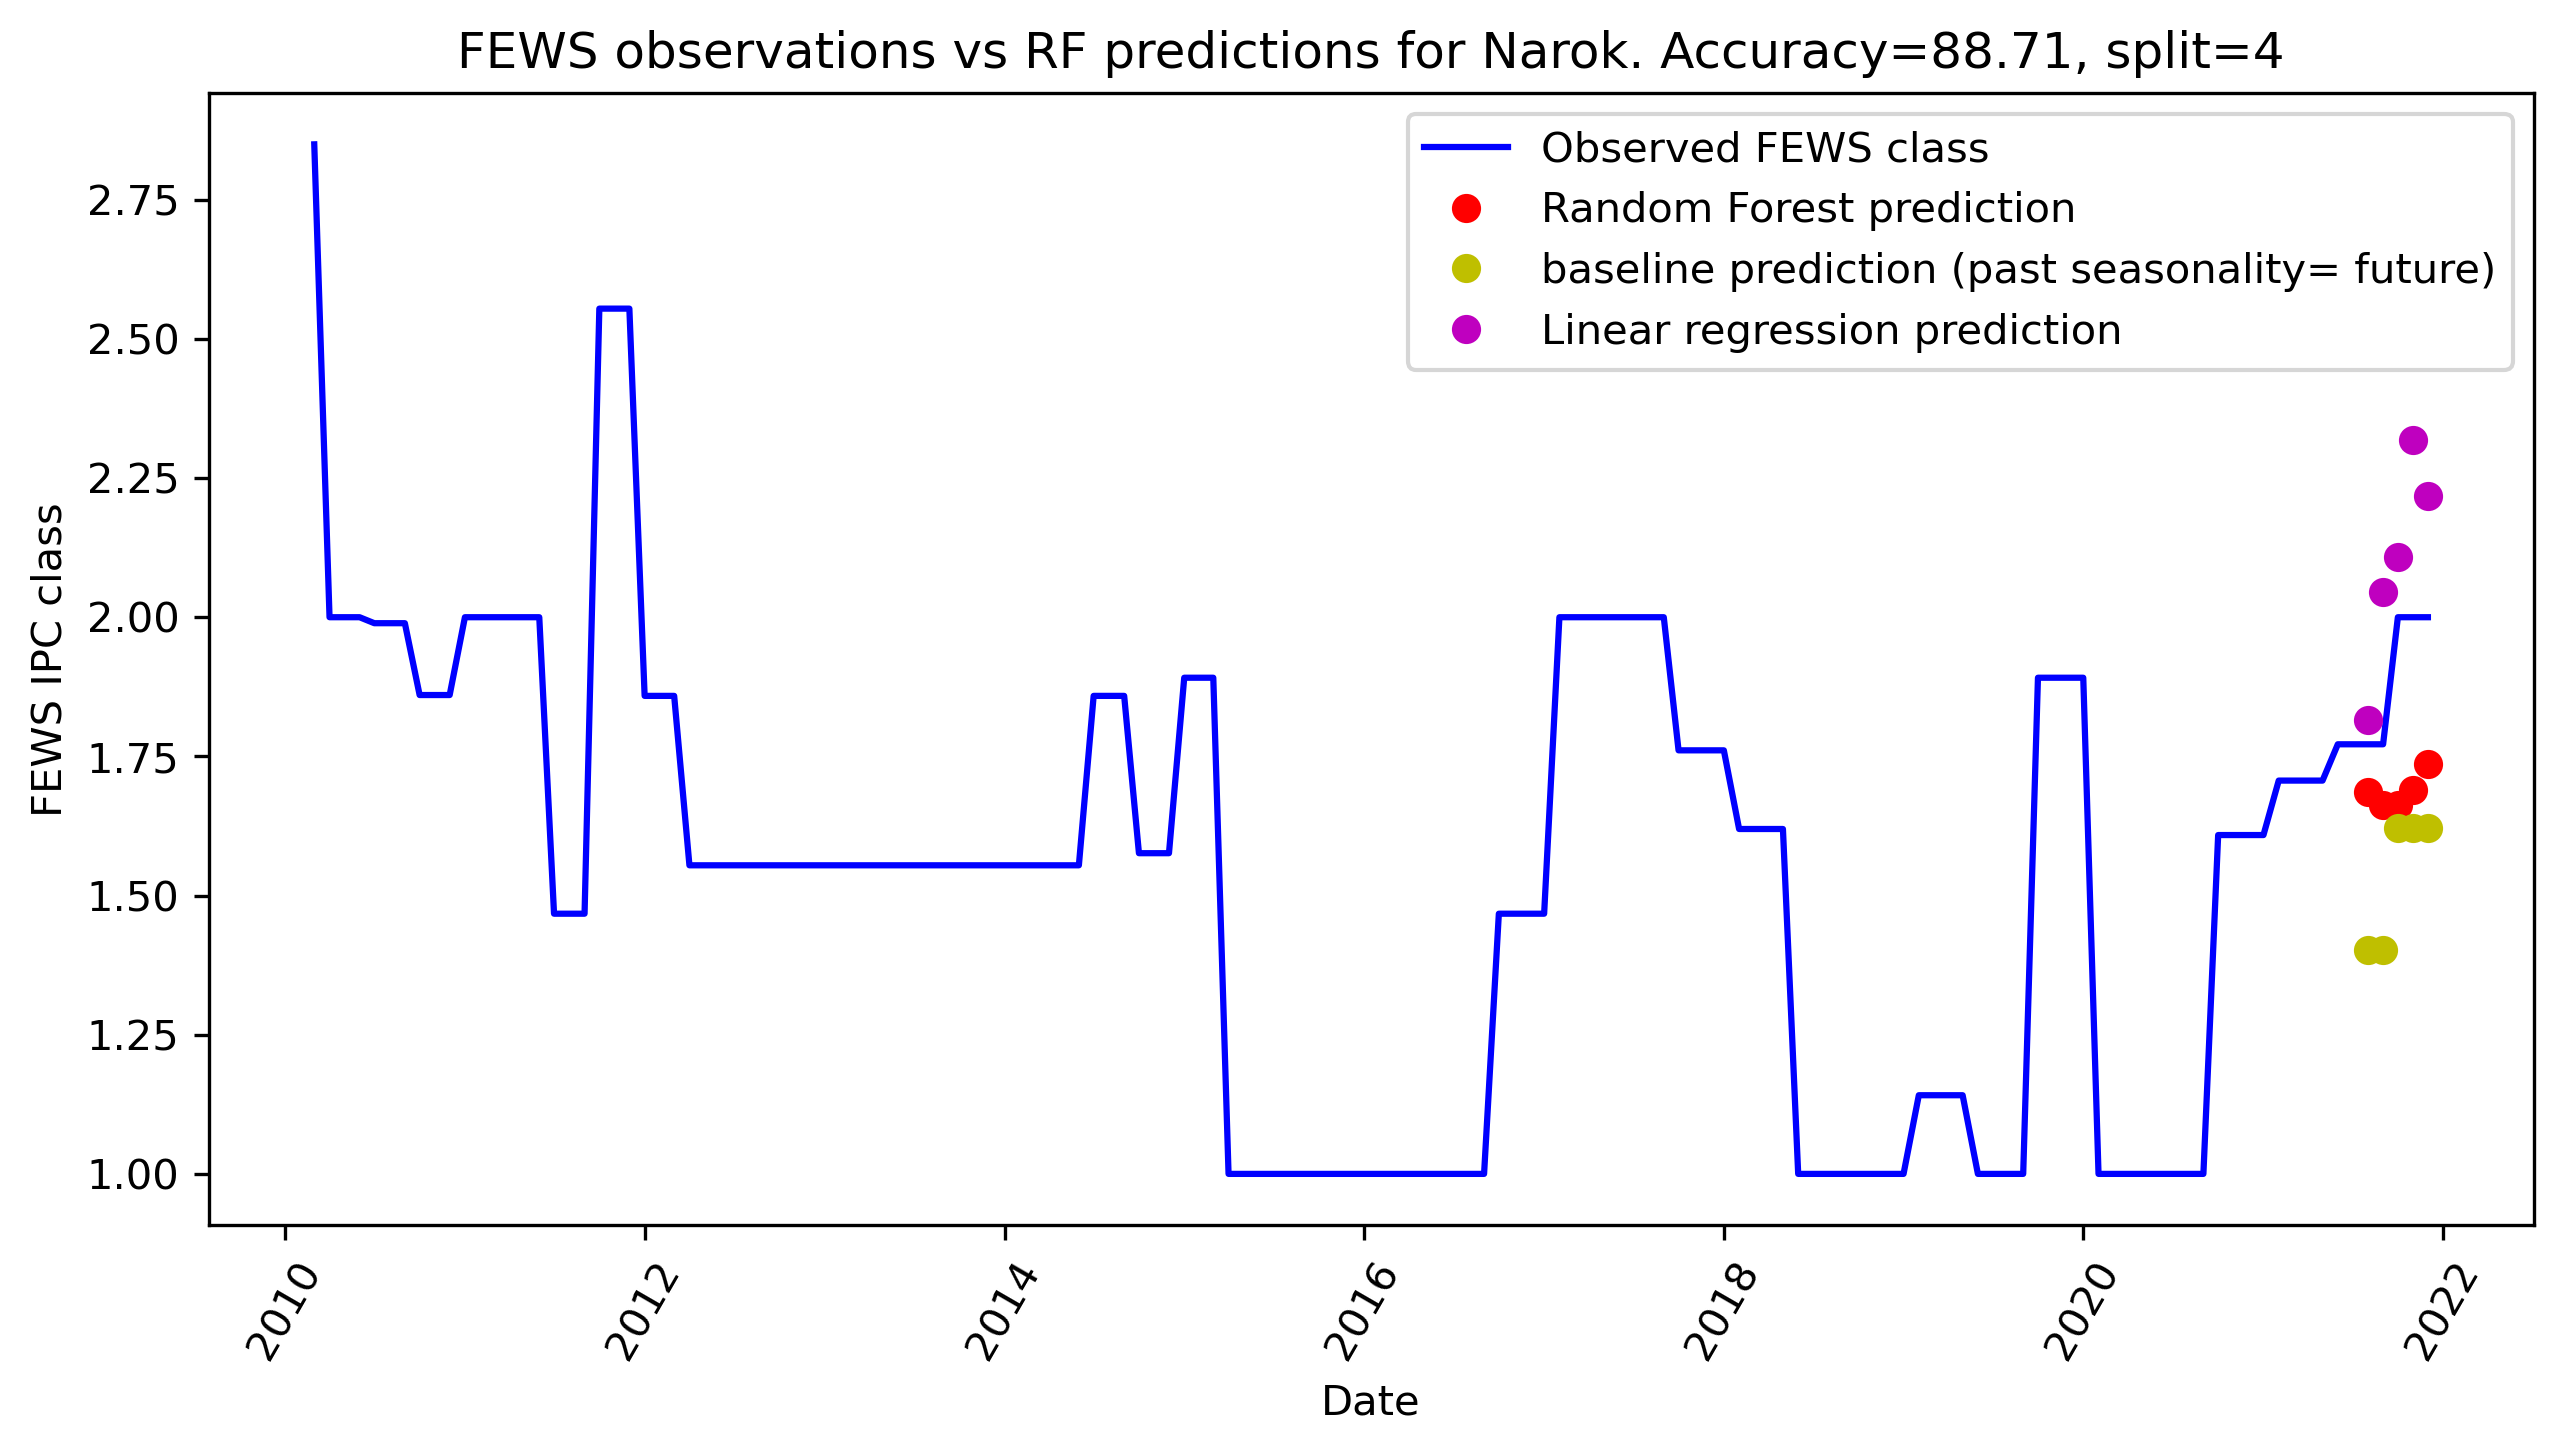 FEWS observations vs RF predictions for Narok. Accuracy=88.71, split=4
Observed FEWS class
Random Forest prediction
baseline prediction (past seasonality= future)
Linear regression prediction
FEWS IPC class
2.75
2.50
2.25
2.00
1.75
1.50
1.25
1.00
2010
2012
2014
2016
2018
2020
2022
Date